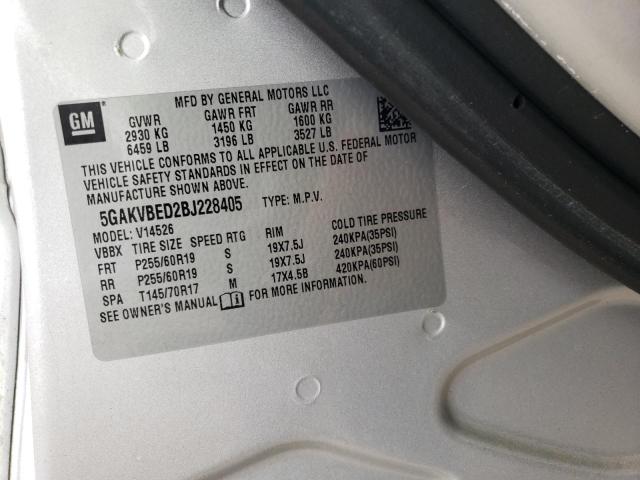 GM
MFD BY GENERAL MOTORS LLC
GVWR GAWR FRT GAWR RR
2930 KG 1450 KG 1600 KG
6459 LB 3196 LB 3527 LB
THIS VEHICLE CONFORMS TO ALL APPLICABLE U.S. FEDERAL MOTOR
VEHICLE SAFETY STANDARDS IN EFFECT ON THE DATE OF
MANUFACTURE SHOWN ABOVE.
5GAKVBED2BJ228405 TYPE: M.P.V.
MODEL: V14526
VBBX TIRE SIZE SPEED RTG RIM COLD TIRE PRESSURE
FRT P255/60R19 S 19X7.5J 240KPA(35PSI)
RR P255/60R19 S 19X7.5J 240KPA(35PSI)
SPA T145/70R17 M 17X4.5B 420KPA(60PSI)
SEE OWNER'S MANUAL FOR MORE INFORMATION.